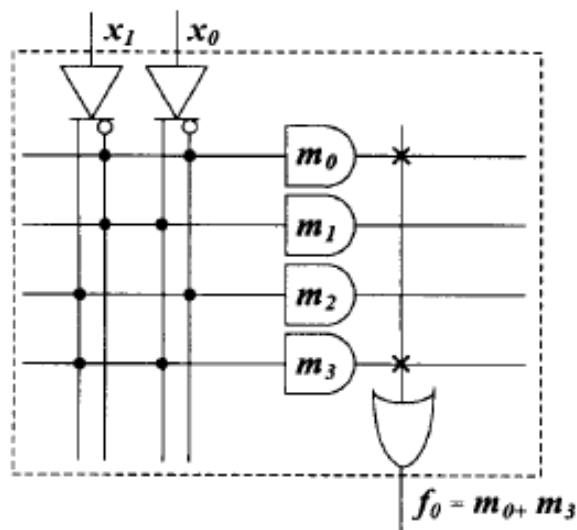 x₁ x₀
m₀
m₁
m₂
m₃
f₀ = m₀₊ m₃